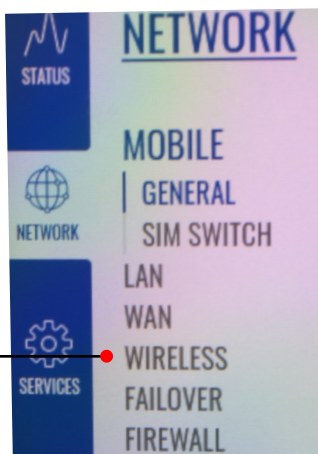 STATUS
NETWORK
SERVICES
NETWORK
MOBILE
GENERAL
SIM SWITCH
LAN
WAN
WIRELESS
FAILOVER
FIREWALL